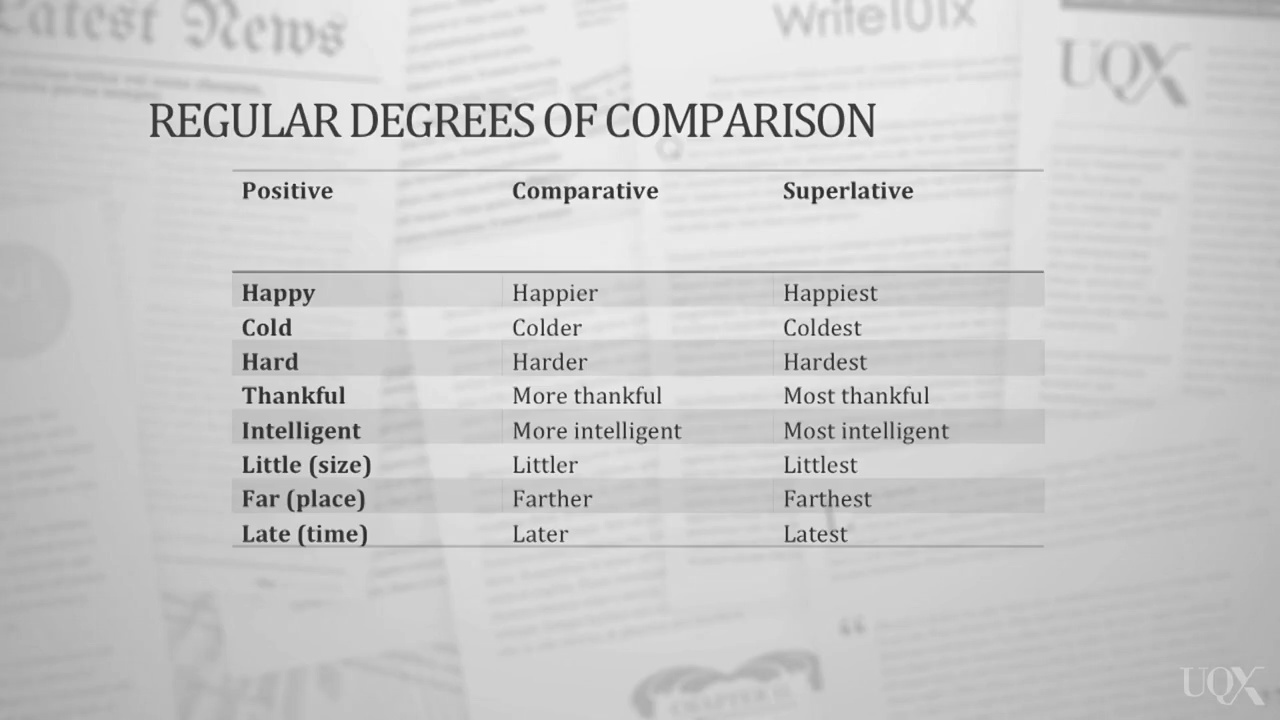 Latest News
Write101x
UQX
REGULAR DEGREES OF COMPARISON
Positive Comparative Superlative
Happy Happier Happiest
Cold Colder Coldest
Hard Harder Hardest
Thankful More thankful Most thankful
Intelligent More intelligent Most intelligent
Little (size) Littler Littlest
Far (place) Farther Farthest
Late (time) Later Latest
UQX